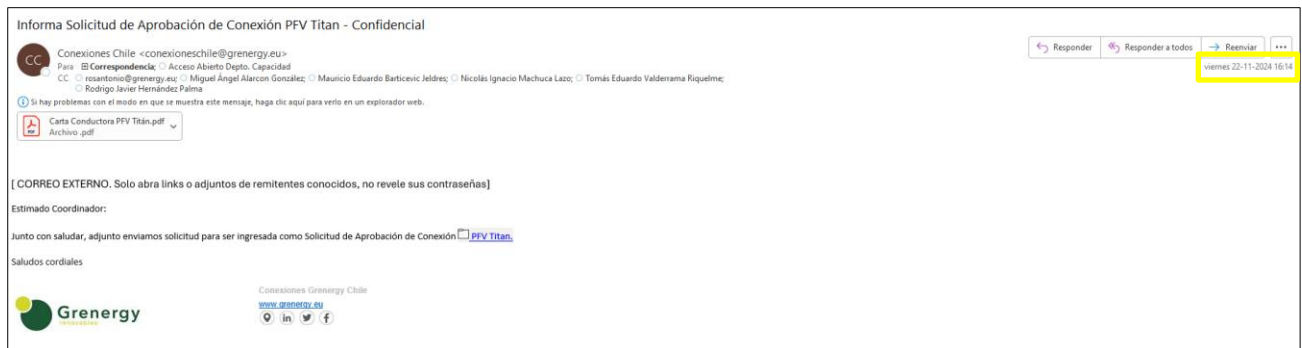 Informa Solicitud de Aprobación de Conexión PFV Titan - Confidencial
CC
Conexiones Chile <conexioneschile@grenergy.eu>
Para Correspondencia; Acceso Abierto Depto. Capacidad
CC rosantonio@grenergy.eu; Miguel Ángel Alarcon González; Mauricio Eduardo Barticevic Jeldres; Nicolás Ignacio Machuca Lazo; Tomás Eduardo Valderrama Riquelme;
Rodrigo Javier Hernández Palma
Responder Responder a todos Reenviar ...
viernes 22-11-2024 16:14
Si hay problemas con el modo en que se muestra este mensaje, haga clic aquí para verlo en un explorador web.
Carta Conductora PFV Titán.pdf
Archivo .pdf
[ CORREO EXTERNO. Solo abra links o adjuntos de remitentes conocidos, no revele sus contraseñas]
Estimado Coordinador:
Junto con saludar, adjunto enviamos solicitud para ser ingresada como Solicitud de Aprobación de Conexión PFV Titan.
Saludos cordiales
Grenergy
renovables
Conexiones Grenergy Chile
www.grenergy.eu